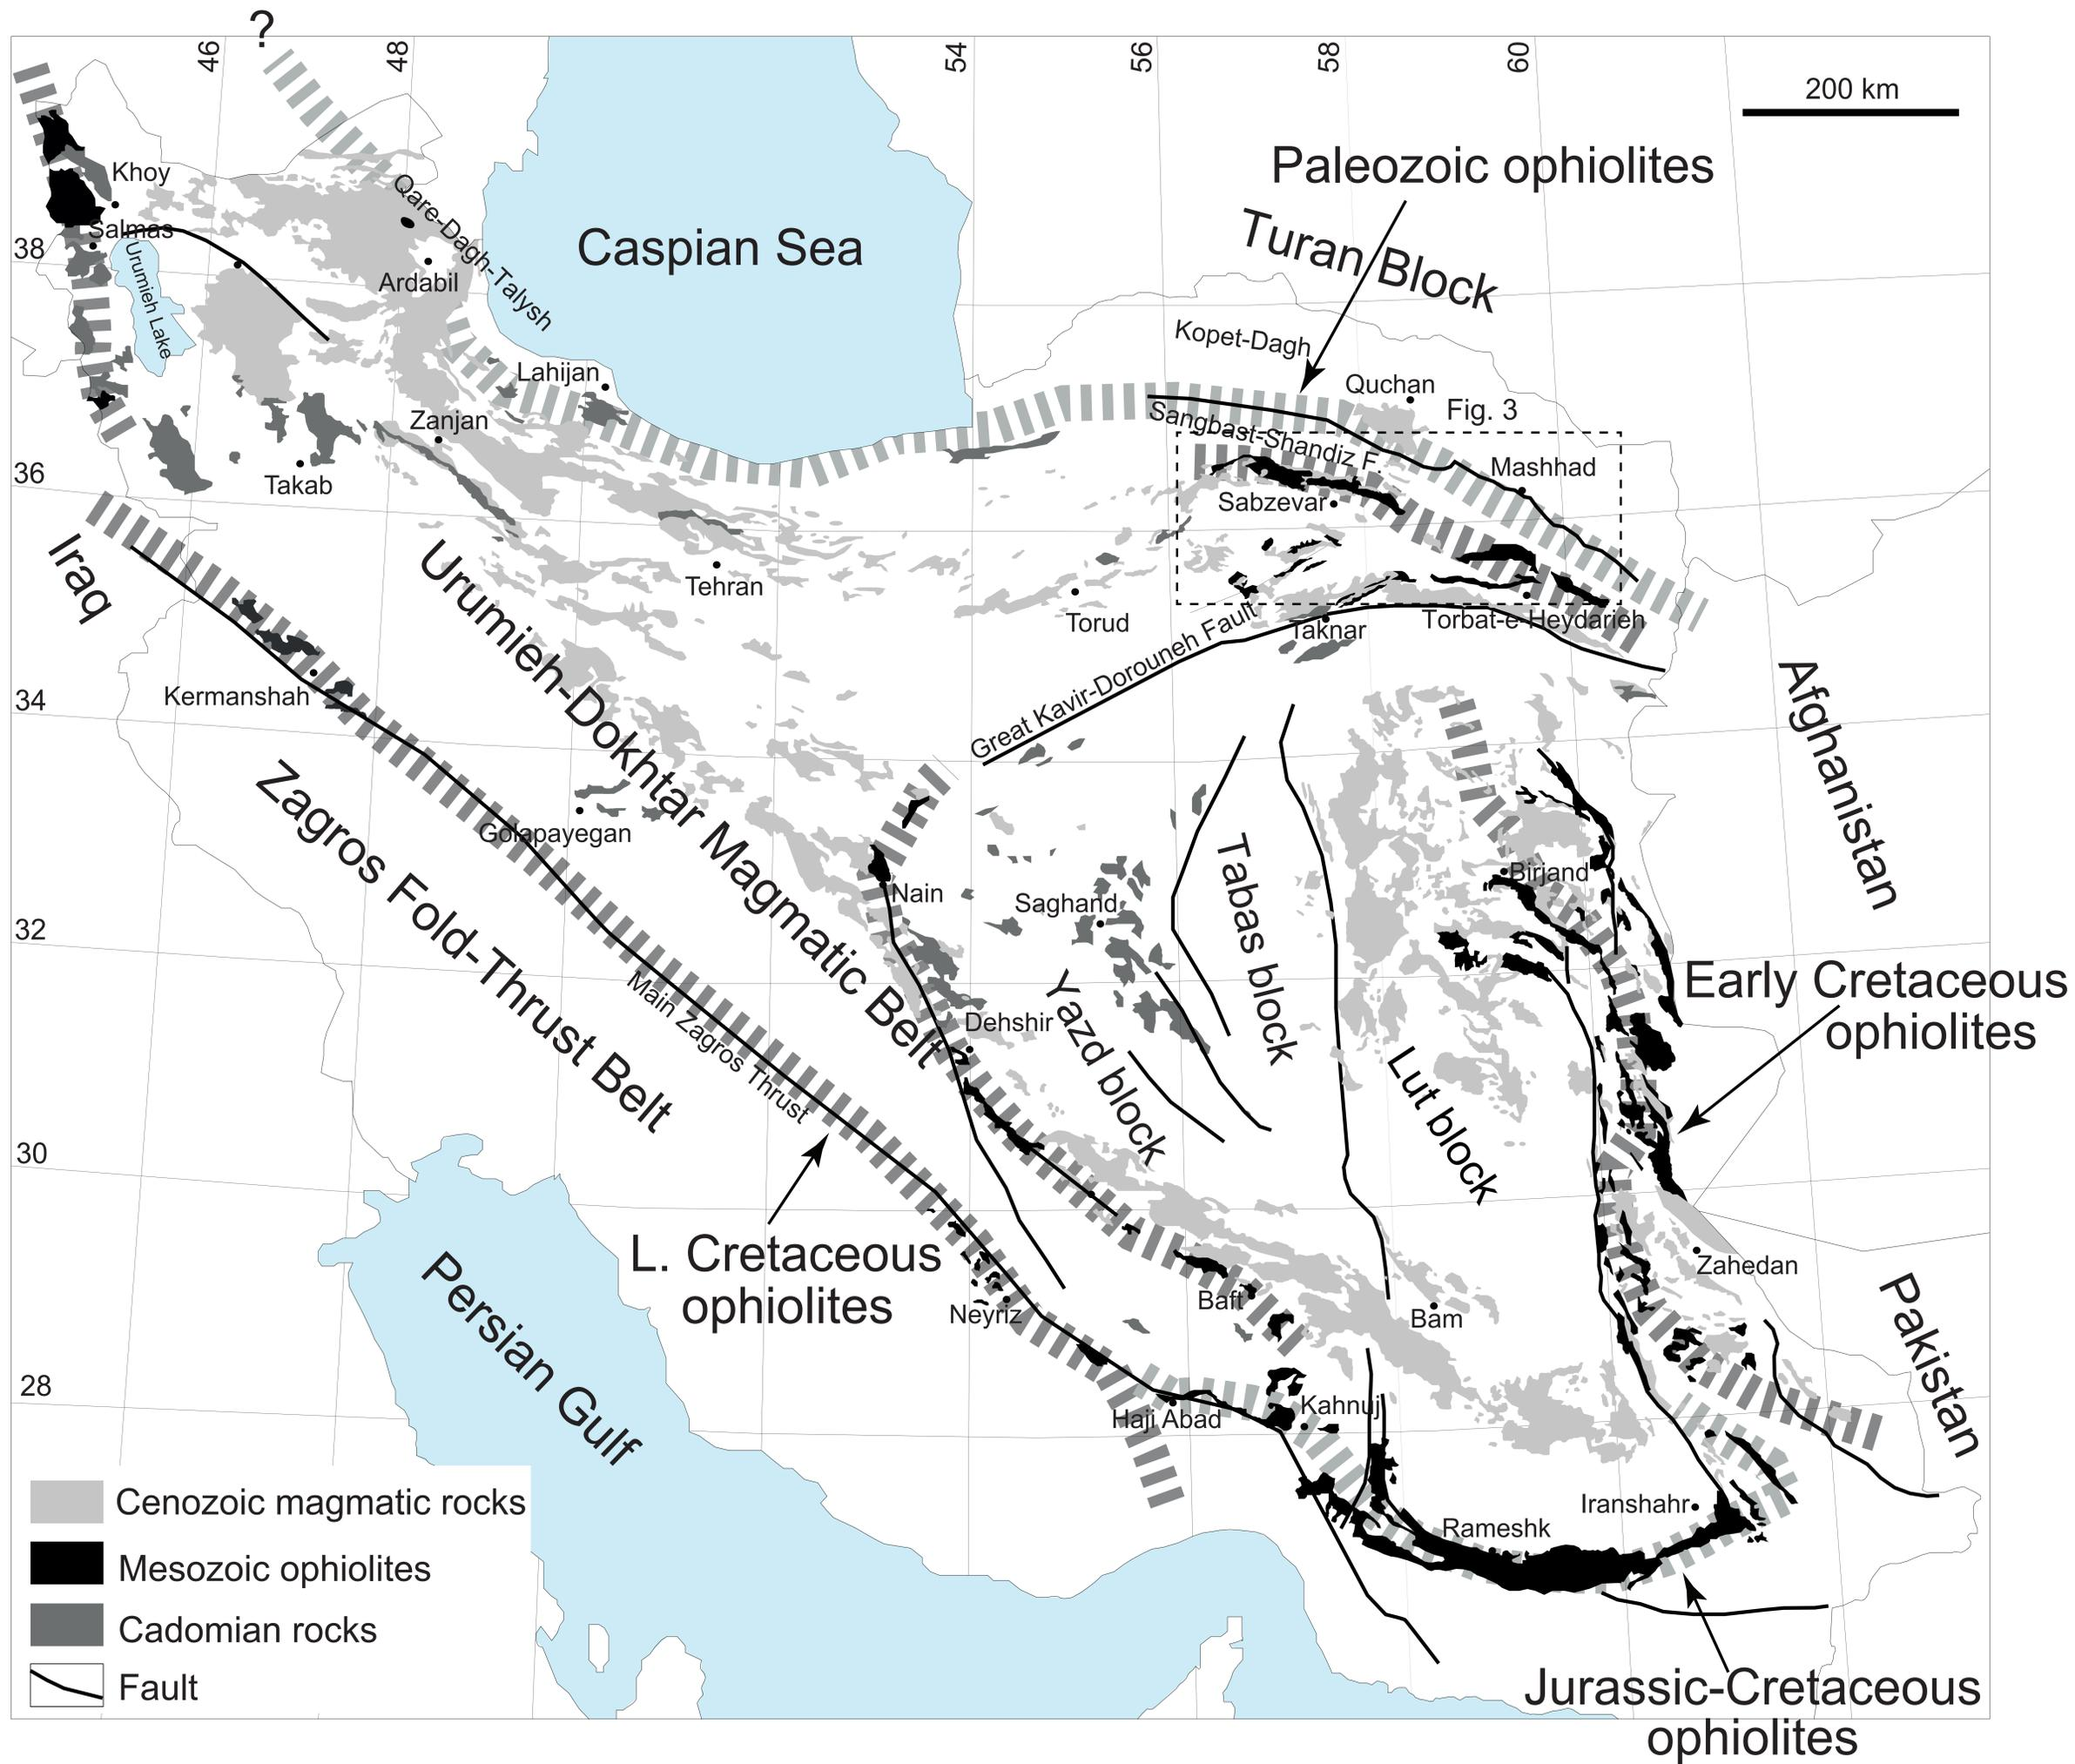 ?
46
48
54
56
58
60
200 km
Khoy
Salmas
Urumieh Lake
Qare-Dagh-Talysh
Ardabil
Caspian Sea
Paleozoic ophiolites
Turan Block
Kopet-Dagh
38
Lahijan
Quchan
Fig. 3
Zanjan
Sangbast-Shandiz F.
Mashhad
36
Takab
Sabzevar
Iraq
Tehran
Torud
Taknar
Torbat-e-Heydarieh
Great Kavir-Dorouneh Fault
Urumieh-Dokhtar Magmatic Belt
Kermanshah
34
Afghanistan
Zagros Fold-Thrust Belt
Golapayegan
Nain
Saghand
Tabas block
Birjand
32
Main Zagros Thrust
Dehshir
Yazd block
Lut block
Early Cretaceous
ophiolites
30
L. Cretaceous
ophiolites
Persian Gulf
Neyriz
Baft
Bam
Zahedan
Pakistan
28
Haji Abad
Kahnuj
Iranshahr
Rameshk
Cenozoic magmatic rocks
Mesozoic ophiolites
Cadomian rocks
Fault
Jurassic-Cretaceous
ophiolites